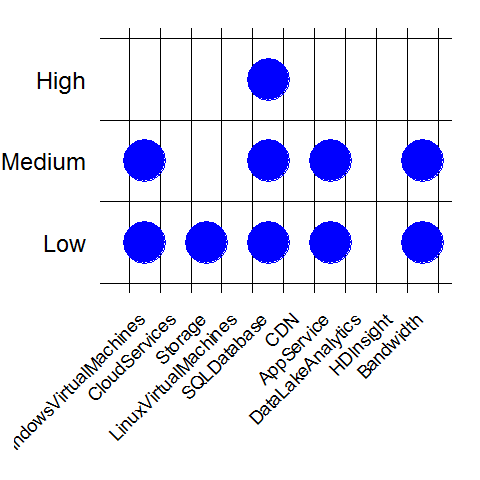 High
Medium
Low
ndowsVirtualMachines
CloudServices
Storage
LinuxVirtualMachines
SQLDatabase
CDN
AppService
DataLakeAnalytics
HDInsight
Bandwidth